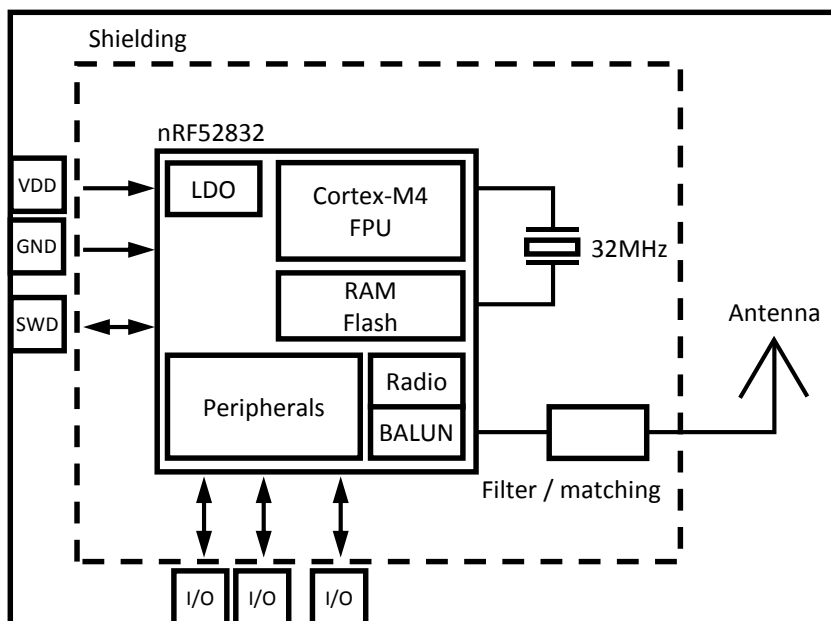 Shielding
nRF52832
VDD
LDO
Cortex-M4
FPU
GND
32MHz
RAM
Flash
SWD
Antenna
Radio
Peripherals
BALUN
Filter / matching
I/O
I/O
I/O